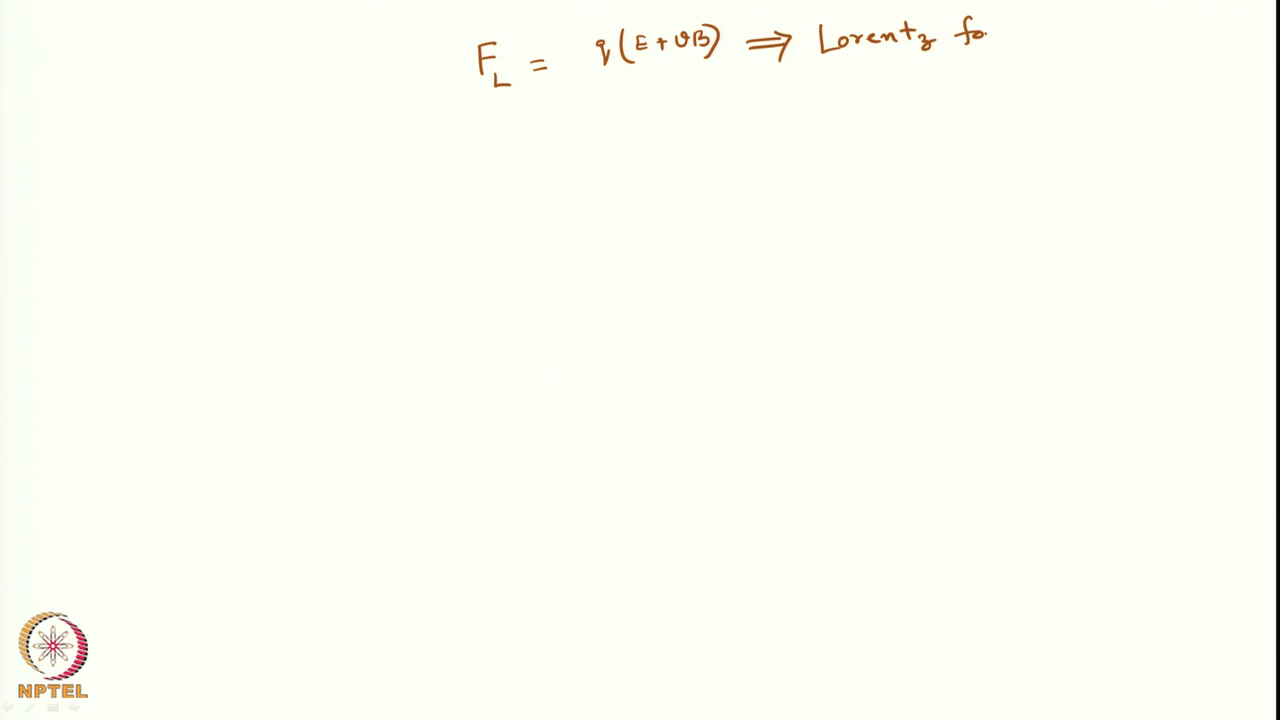 F_L = q(E + vB) ⇒ Lorentz fo
NPTEL